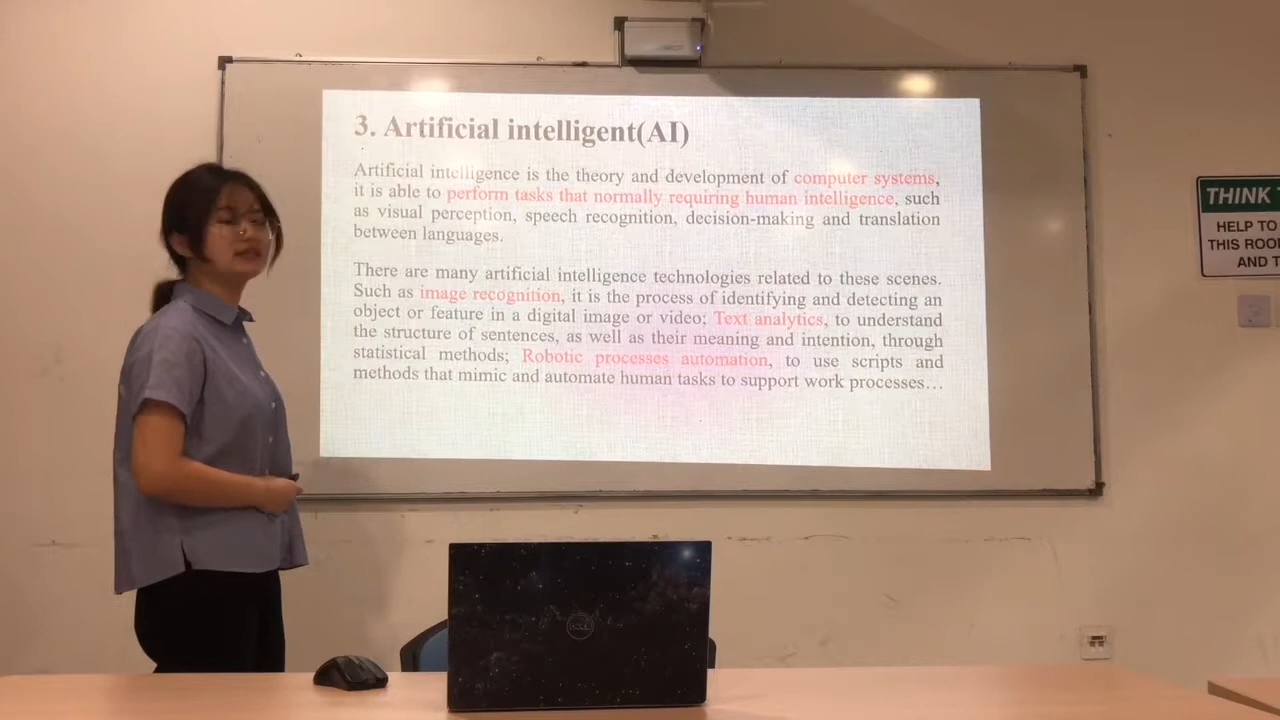 3. Artificial intelligent(AI)
Artificial intelligence is the theory and development of computer systems,
it is able to perform tasks that normally requiring human intelligence, such
as visual perception, speech recognition, decision-making and translation
between languages.
There are many artificial intelligence technologies related to these scenes.
Such as image recognition, it is the process of identifying and detecting an
object or feature in a digital image or video; Text analytics, to understand
the structure of sentences, as well as their meaning and intention, through
statistical methods; Robotic processes automation, to use scripts and
methods that mimic and automate human tasks to support work processes…
THINK
HELP TO
THIS ROO
AND T
DELL